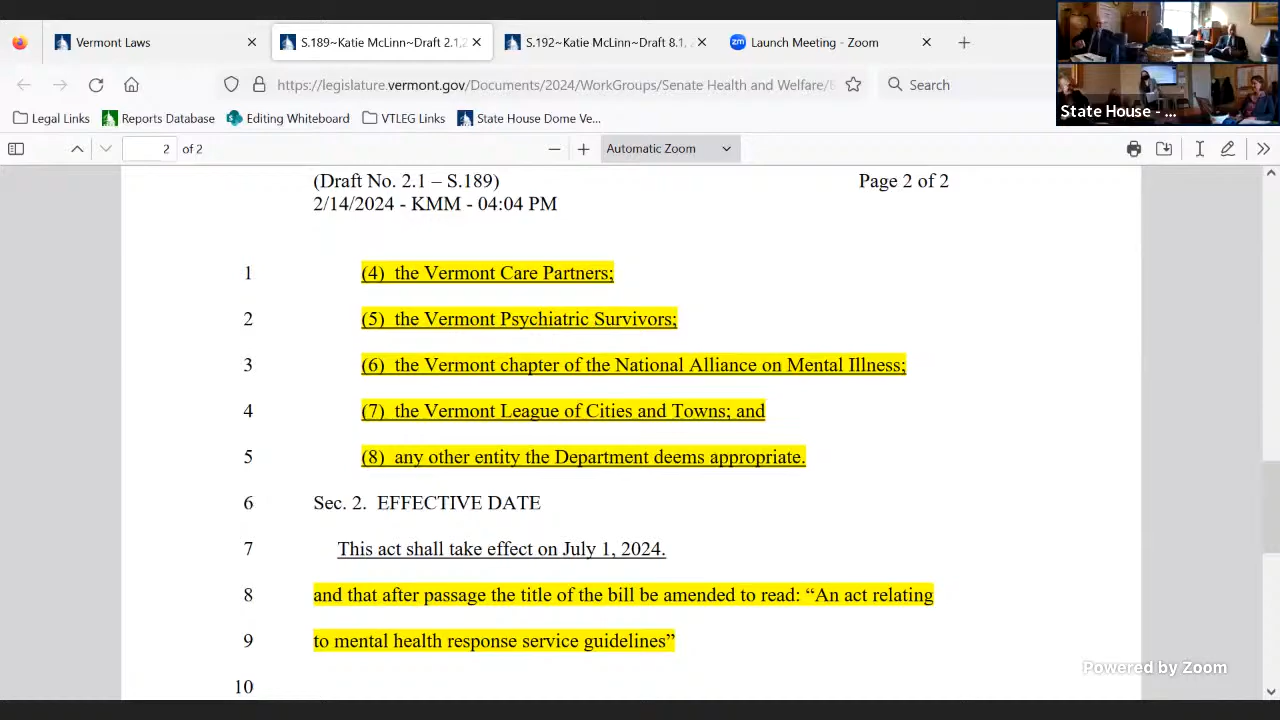 Vermont Laws
S.189~Katie McLinn~Draft 2.1,
S.192~Katie McLinn~Draft 8.1,
Launch Meeting - Zoom
https://legislature.vermont.gov/Documents/2024/WorkGroups/Senate Health and Welfare/
Search
Legal Links
Reports Database
Editing Whiteboard
VTLEG
State House Dome Ve...
State House - ...
2 of 2
Automatic Zoom
(Draft No. 2.1 – S.189) Page 2 of 2
2/14/2024 - KMM - 04:04 PM
1 (4) the Vermont Care Partners;
2 (5) the Vermont Psychiatric Survivors;
3 (6) the Vermont chapter of the National Alliance on Mental Illness;
4 (7) the Vermont League of Cities and Towns; and
5 (8) any other entity the Department deems appropriate.
6 Sec. 2. EFFECTIVE DATE
7 This act shall take effect on July 1, 2024.
8 and that after passage the title of the bill be amended to read: “An act relating
9 to mental health response service guidelines”
10
Powered by Zoom